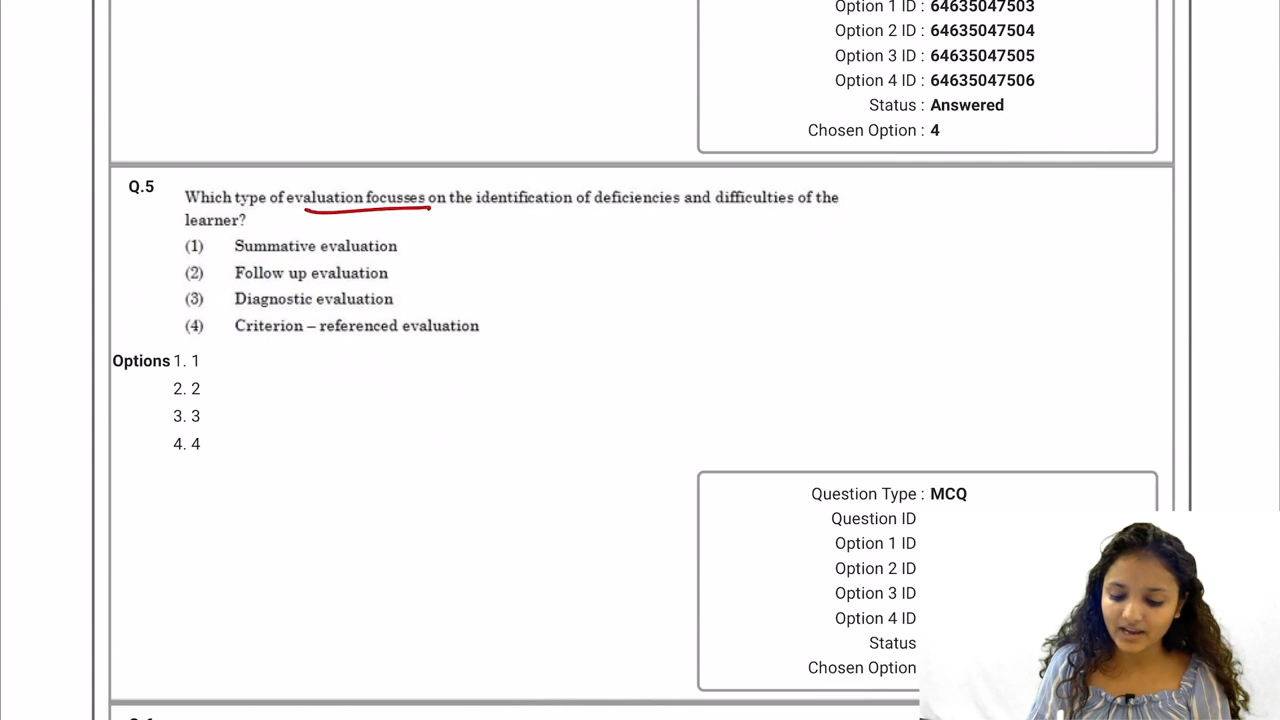 Option 1 ID : 64635047503
Option 2 ID : 64635047504
Option 3 ID : 64635047505
Option 4 ID : 64635047506
Status : Answered
Chosen Option : 4
Q.5
Which type of evaluation focusses on the identification of deficiencies and difficulties of the
learner?
(1) Summative evaluation
(2) Follow up evaluation
(3) Diagnostic evaluation
(4) Criterion – referenced evaluation
Options 1. 1
2. 2
3. 3
4. 4
Question Type : MCQ
Question ID
Option 1 ID
Option 2 ID
Option 3 ID
Option 4 ID
Status
Chosen Option